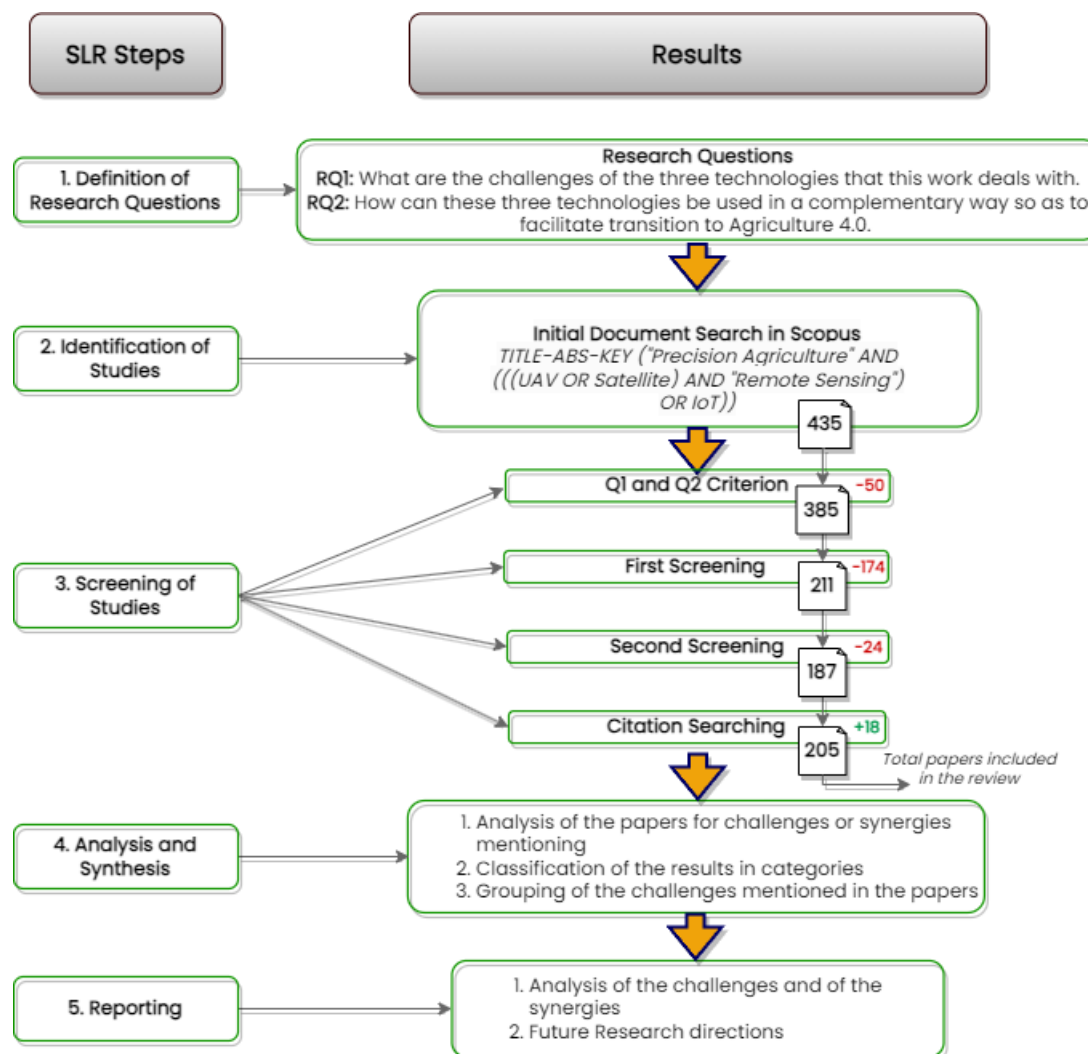 SLR Steps
Results
1. Definition of
Research Questions
Research Questions
RQ1: What are the challenges of the three technologies that this work deals with.
RQ2: How can these three technologies be used in a complementary way so as to
facilitate transition to Agriculture 4.0.
2. Identification of
Studies
Initial Document Search in Scopus
TITLE-ABS-KEY ("Precision Agriculture" AND
(((UAV OR Satellite) AND "Remote Sensing")
OR IoT))
435
3. Screening of
Studies
Q1 and Q2 Criterion
-50
385
First Screening
-174
211
Second Screening
-24
187
Citation Searching
+18
205
Total papers included
in the review
4. Analysis and
Synthesis
1. Analysis of the papers for challenges or synergies
mentioning
2. Classification of the results in categories
3. Grouping of the challenges mentioned in the papers
5. Reporting
1. Analysis of the challenges and of the
synergies
2. Future Research directions